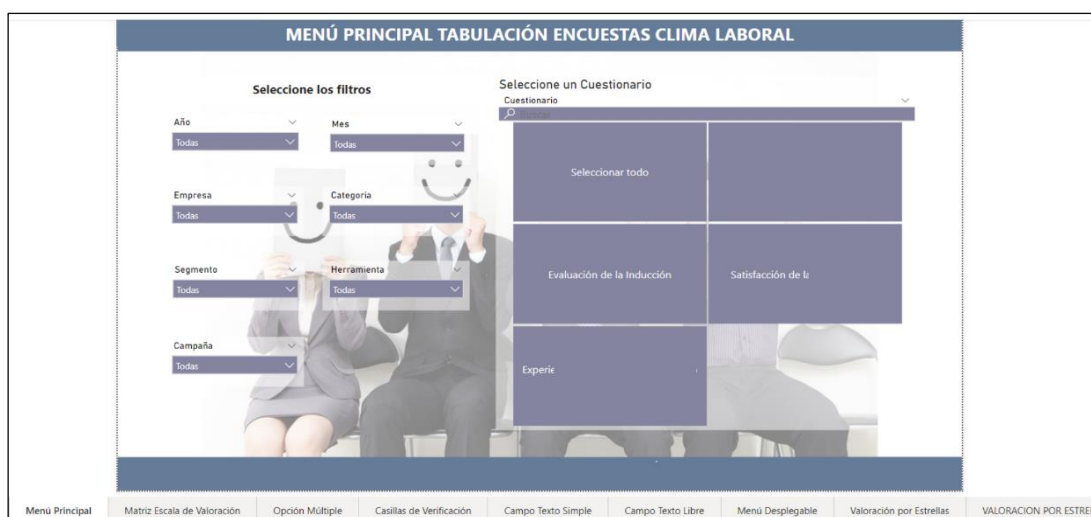 MENÚ PRINCIPAL TABULACIÓN ENCUESTAS CLIMA LABORAL
Seleccione los filtros
Año
Todas
Mes
Todas
Empresa
Todas
Categoria
Todas
Segmento
Todas
Herramienta
Todas
Campaña
Todas
Seleccione un Cuestionario
Cuestionario
Buscar
Seleccionar todo
Evaluación de la Inducción
Satisfacción de la
Experie
Menú Principal
Matriz Escala de Valoración
Opción Múltiple
Casillas de Verificación
Campo Texto Simple
Campo Texto Libre
Menú Desplegable
Valoración por Estrellas
VALORACION POR ESTRE